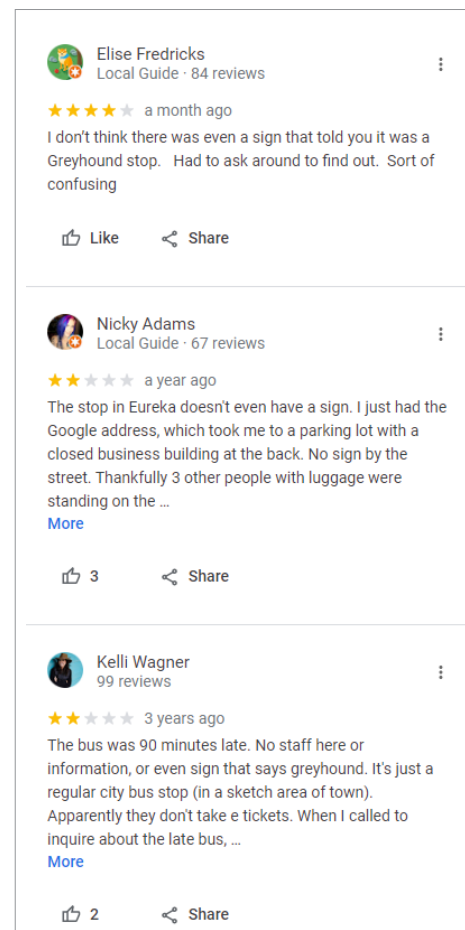 Elise Fredricks
Local Guide · 84 reviews
a month ago
I don't think there was even a sign that told you it was a
Greyhound stop.   Had to ask around to find out.  Sort of
confusing
Like
Share
Nicky Adams
Local Guide · 67 reviews
a year ago
The stop in Eureka doesn't even have a sign. I just had the
Google address, which took me to a parking lot with a
closed business building at the back. No sign by the
street. Thankfully 3 other people with luggage were
standing on the …
More
3
Share
Kelli Wagner
99 reviews
3 years ago
The bus was 90 minutes late. No staff here or
information, or even sign that says greyhound. It's just a
regular city bus stop (in a sketch area of town).
Apparently they don't take e tickets. When I called to
inquire about the late bus, …
More
2
Share